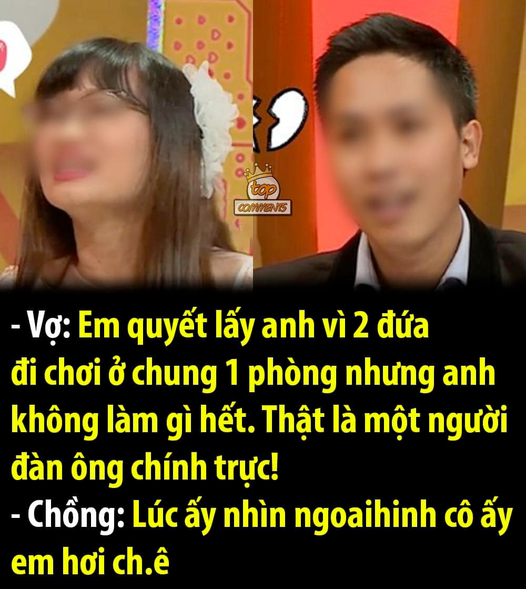 top
COMMENTS
- Vợ: Em quyết lấy anh vì 2 đứa
đi chơi ở chung 1 phòng nhưng anh
không làm gì hết. Thật là một người
đàn ông chính trực!
- Chồng: Lúc ấy nhìn ngoaihinh cô ấy
em hơi ch.ê